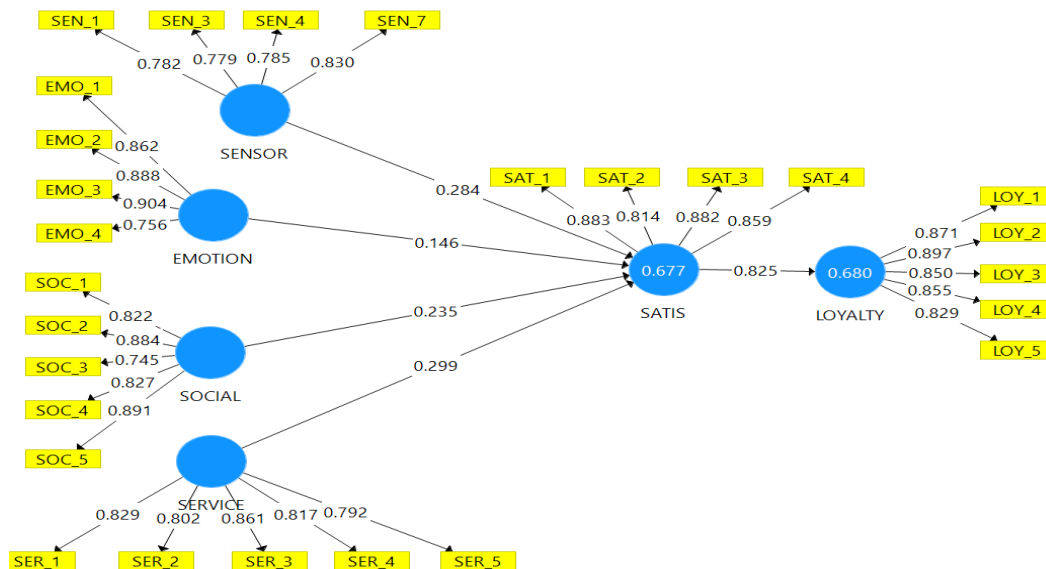 SEN_1 SEN_3 SEN_4 SEN_7
0.782 0.779 0.785 0.830
SENSOR
EMO_1
EMO_2
EMO_3
EMO_4
0.862
0.888
0.904
0.756
EMOTION
SOC_1
SOC_2
SOC_3
SOC_4
SOC_5
0.822
0.884
0.745
0.827
0.891
SOCIAL
SERVICE
0.829 0.802 0.861 0.817 0.792
SER_1 SER_2 SER_3 SER_4 SER_5
0.284
0.146
0.235
0.299
SAT_1 SAT_2 SAT_3 SAT_4
0.883 0.814 0.882 0.859
0.677
SATIS
0.825
0.680
LOYALTY
0.871
0.897
0.850
0.855
0.829
LOY_1
LOY_2
LOY_3
LOY_4
LOY_5